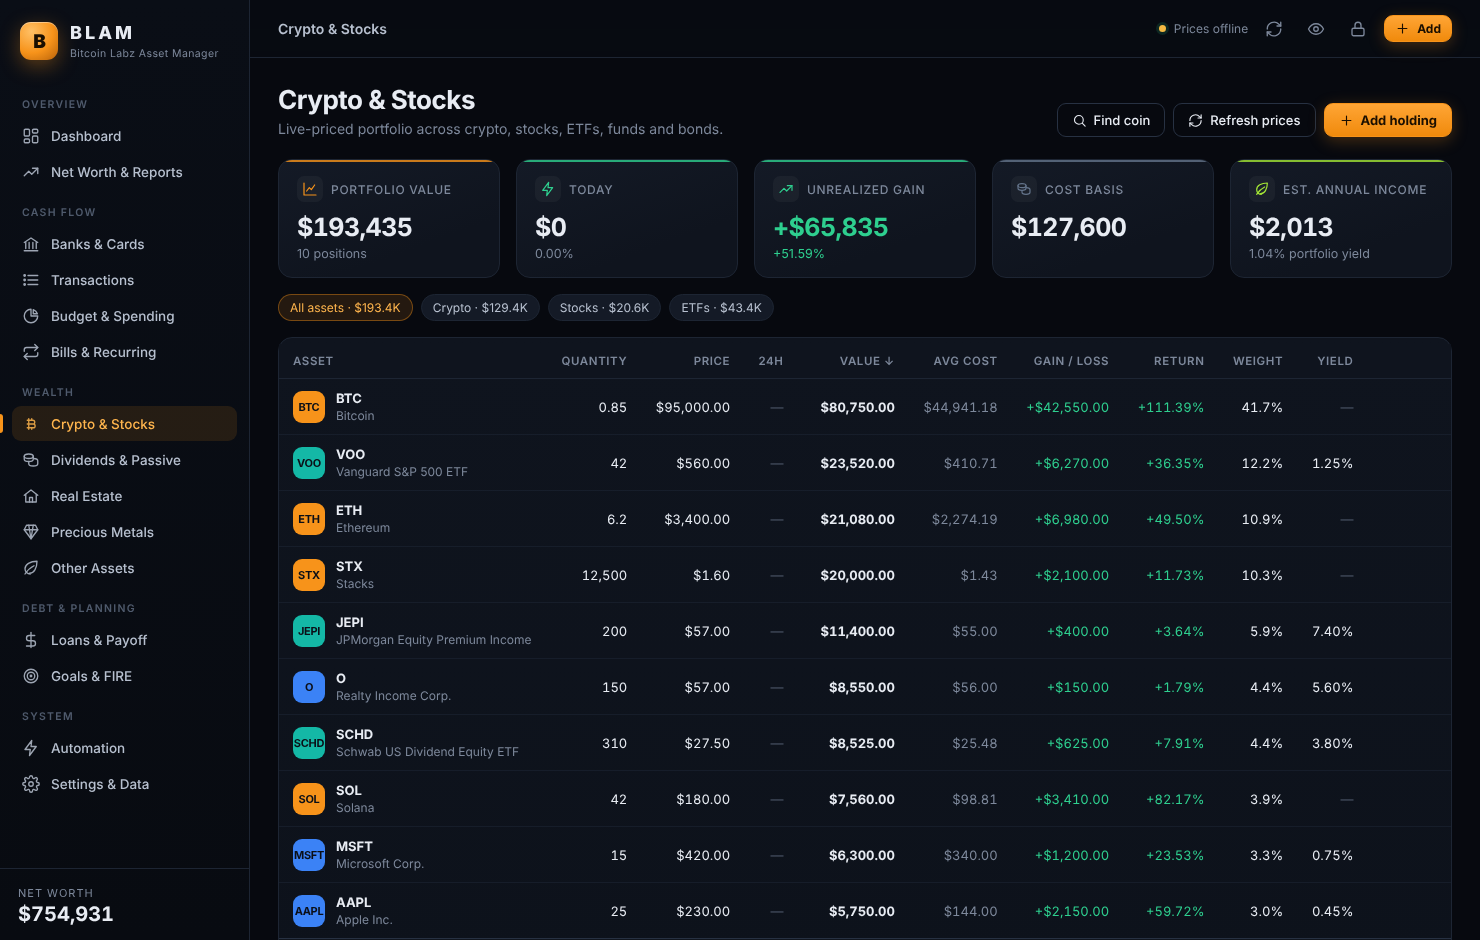 B
BLAM
Bitcoin Labz Asset Manager
OVERVIEW
Dashboard
Net Worth & Reports
CASH FLOW
Banks & Cards
Transactions
Budget & Spending
Bills & Recurring
WEALTH
Crypto & Stocks
Dividends & Passive
Real Estate
Precious Metals
Other Assets
DEBT & PLANNING
Loans & Payoff
Goals & FIRE
SYSTEM
Automation
Settings & Data
NET WORTH
$754,931
Crypto & Stocks
Prices offline
Add
Crypto & Stocks
Live-priced portfolio across crypto, stocks, ETFs, funds and bonds.
Find coin
Refresh prices
Add holding
PORTFOLIO VALUE
$193,435
10 positions
TODAY
$0
0.00%
UNREALIZED GAIN
+$65,835
+51.59%
COST BASIS
$127,600
EST. ANNUAL INCOME
$2,013
1.04% portfolio yield
All assets · $193.4K
Crypto · $129.4K
Stocks · $20.6K
ETFs · $43.4K
ASSET QUANTITY PRICE 24H VALUE ↓ AVG COST GAIN / LOSS RETURN WEIGHT YIELD
BTC BTC 0.85 $95,000.00 — $80,750.00 $44,941.18 +$42,550.00 +111.39% 41.7% —
Bitcoin
VOO VOO 42 $560.00 — $23,520.00 $410.71 +$6,270.00 +36.35% 12.2% 1.25%
Vanguard S&P 500 ETF
ETH ETH 6.2 $3,400.00 — $21,080.00 $2,274.19 +$6,980.00 +49.50% 10.9% —
Ethereum
STX STX 12,500 $1.60 — $20,000.00 $1.43 +$2,100.00 +11.73% 10.3% —
Stacks
JEPI JEPI 200 $57.00 — $11,400.00 $55.00 +$400.00 +3.64% 5.9% 7.40%
JPMorgan Equity Premium Income
O O 150 $57.00 — $8,550.00 $56.00 +$150.00 +1.79% 4.4% 5.60%
Realty Income Corp.
SCHD SCHD 310 $27.50 — $8,525.00 $25.48 +$625.00 +7.91% 4.4% 3.80%
Schwab US Dividend Equity ETF
SOL SOL 42 $180.00 — $7,560.00 $98.81 +$3,410.00 +82.17% 3.9% —
Solana
MSFT MSFT 15 $420.00 — $6,300.00 $340.00 +$1,200.00 +23.53% 3.3% 0.75%
Microsoft Corp.
AAPL AAPL 25 $230.00 — $5,750.00 $144.00 +$2,150.00 +59.72% 3.0% 0.45%
Apple Inc.